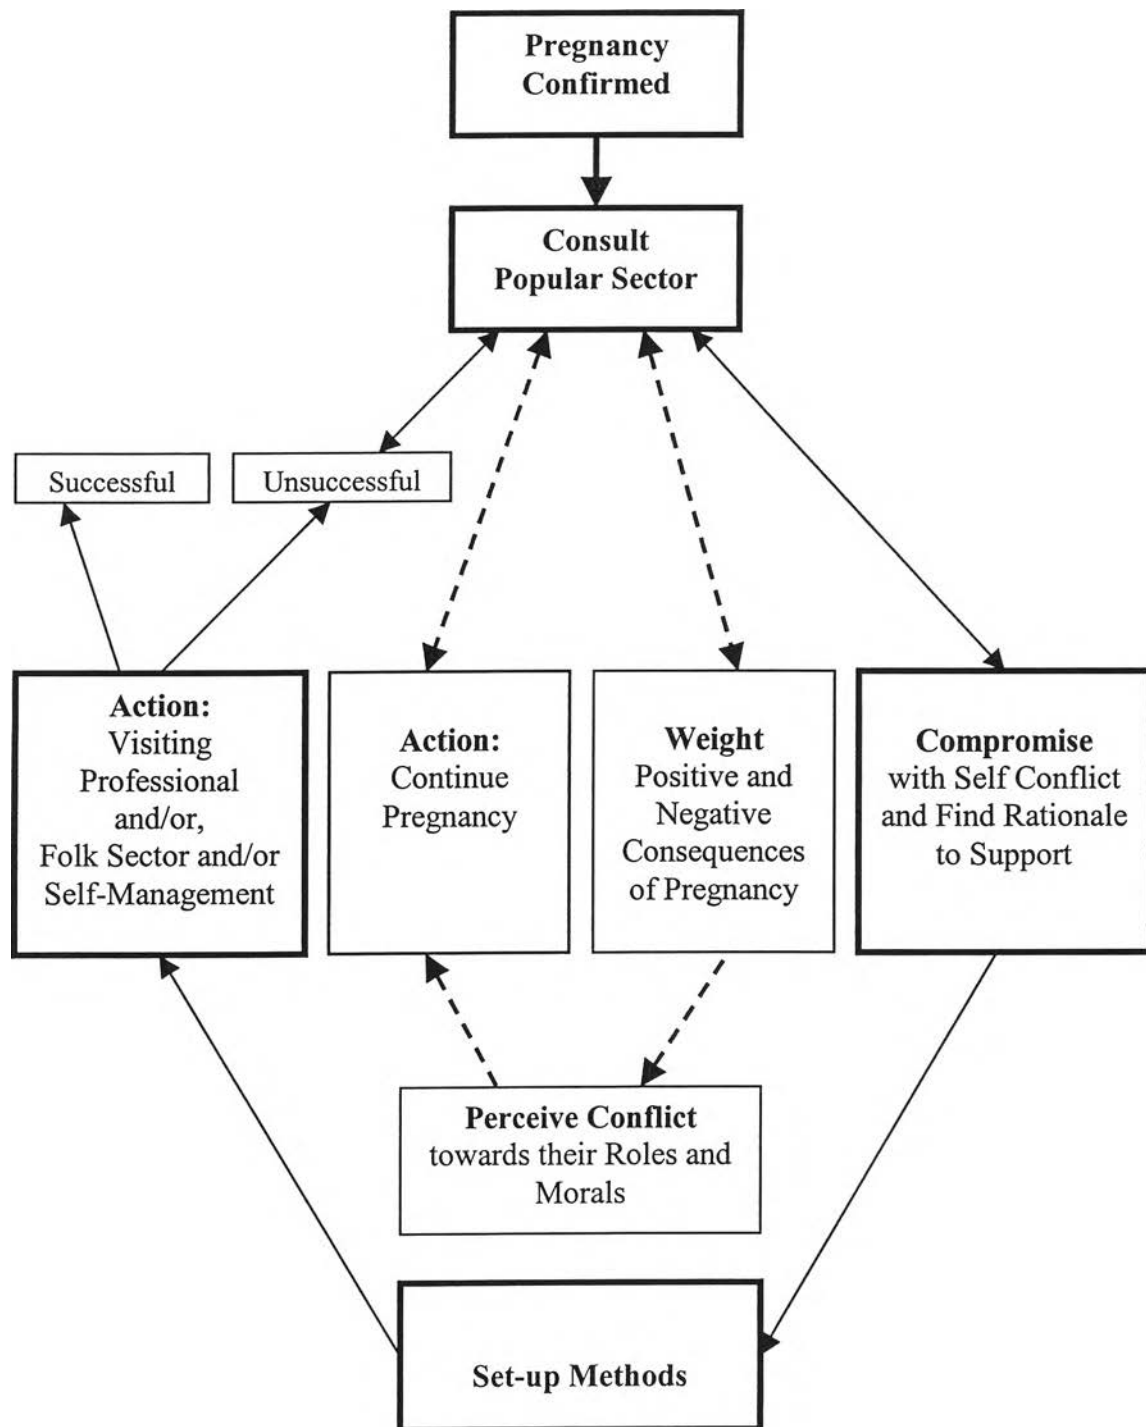 Pregnancy
Confirmed
Consult
Popular Sector
Successful
Unsuccessful
Action:
Visiting
Professional
and/or,
Folk Sector and/or
Self-Management
Action:
Continue
Pregnancy
Weight
Positive and
Negative
Consequences
of Pregnancy
Compromise
with Self Conflict
and Find Rationale
to Support
Perceive Conflict
towards their Roles and
Morals
Set-up Methods